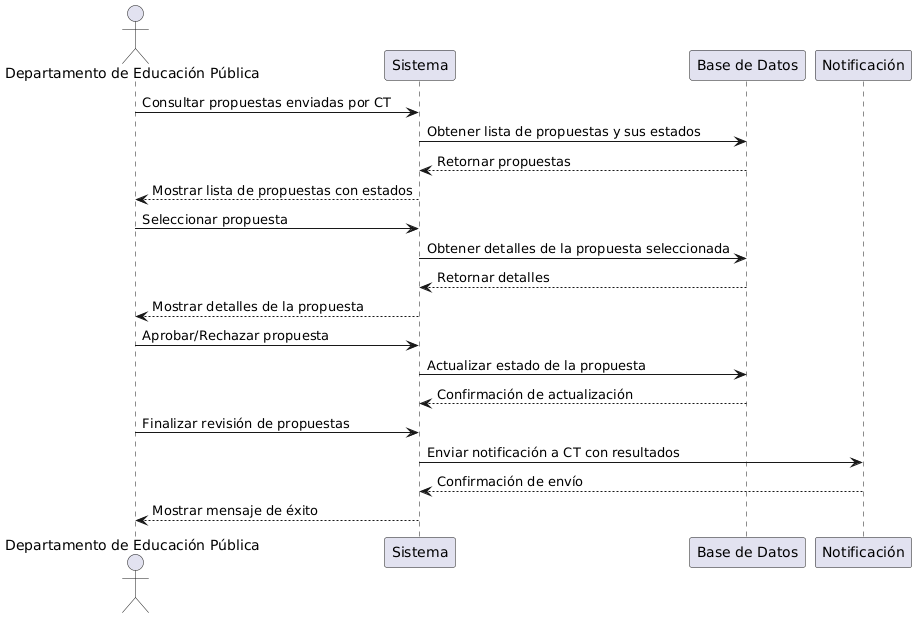 Departamento de Educación Pública
Sistema
Base de Datos
Notificación
Consultar propuestas enviadas por CT
Obtener lista de propuestas y sus estados
Retornar propuestas
Mostrar lista de propuestas con estados
Seleccionar propuesta
Obtener detalles de la propuesta seleccionada
Retornar detalles
Mostrar detalles de la propuesta
Aprobar/Rechazar propuesta
Actualizar estado de la propuesta
Confirmación de actualización
Finalizar revisión de propuestas
Enviar notificación a CT con resultados
Confirmación de envío
Mostrar mensaje de éxito
Departamento de Educación Pública
Sistema
Base de Datos
Notificación